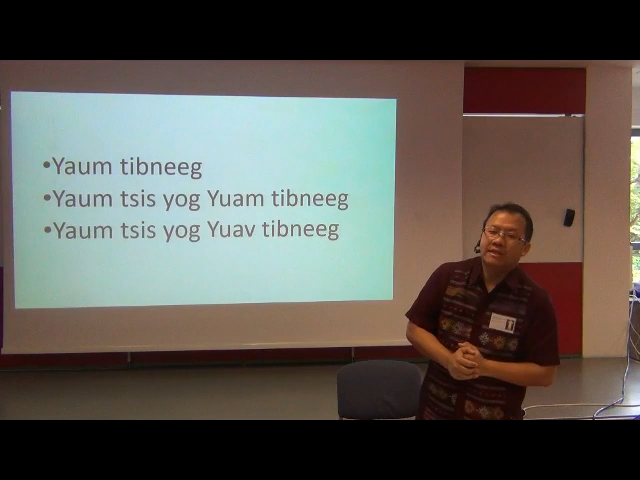 •Yaum tibneeg
•Yaum tsis yog Yuam tibneeg
•Yaum tsis yog Yuav tibneeg